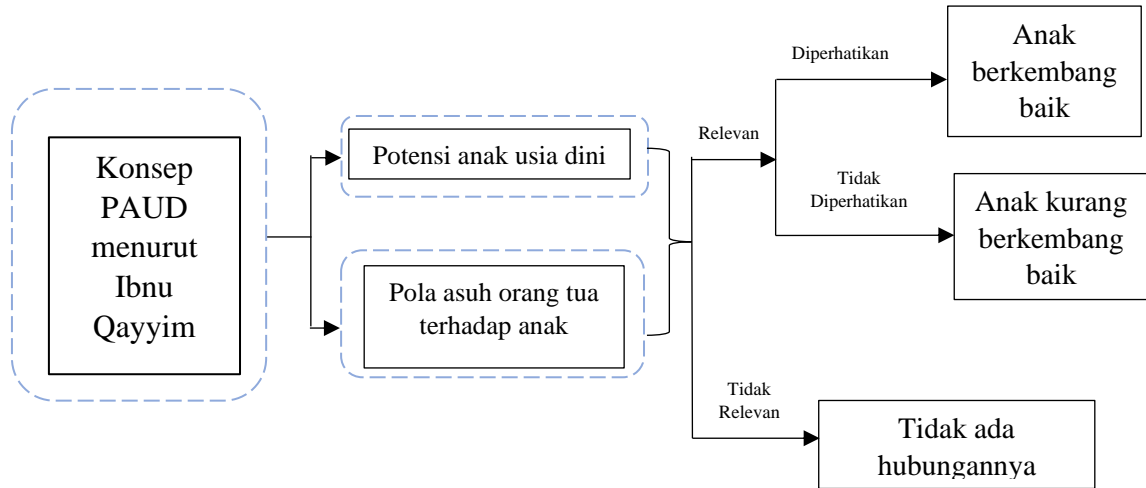 Konsep
PAUD
menurut
Ibnu
Qayyim
Potensi anak usia dini
Pola asuh orang tua
terhadap anak
Relevan
Diperhatikan
Anak
berkembang
baik
Tidak
Diperhatikan
Anak kurang
berkembang
baik
Tidak
Relevan
Tidak ada
hubungannya